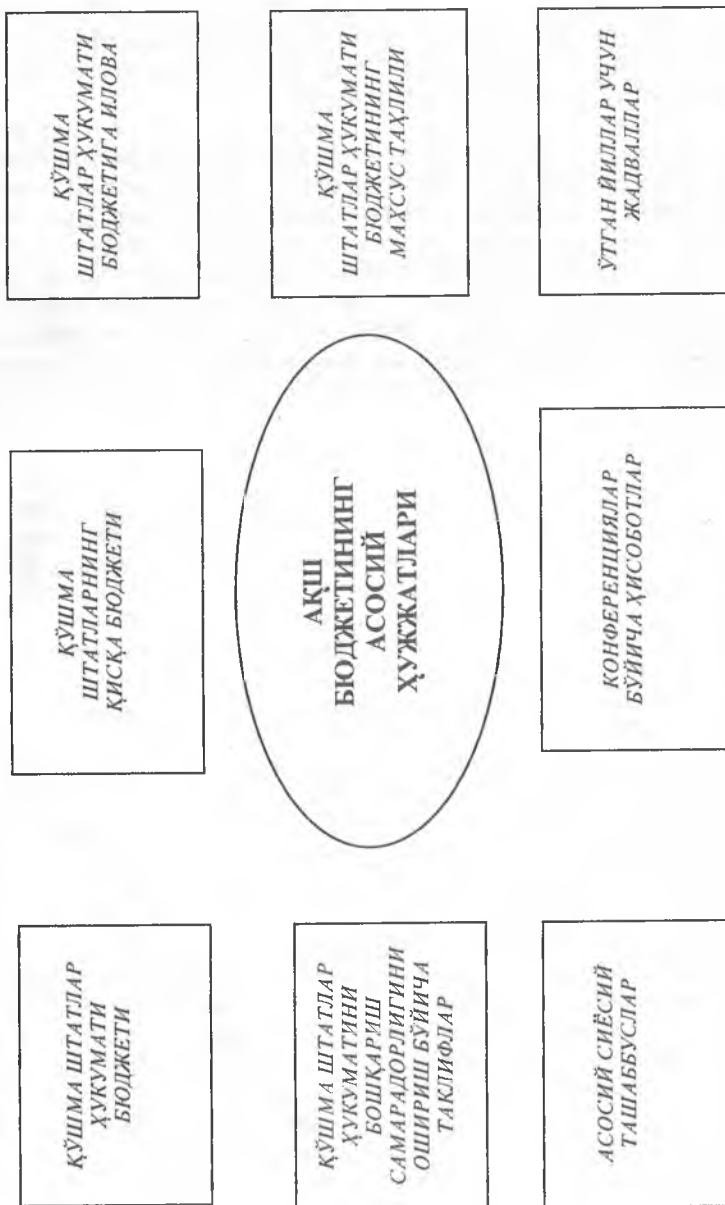 ҚЎШМА ШТАТЛАР
ҲУКУМАТИ
БЮДЖЕТИ
ҚЎШМА
ШТАТЛАРНИНГ
ҚИСҚА БЮДЖЕТИ
ҚЎШМА
ШТАТЛАР ҲУКУМАТИ
БЮДЖЕТИГА ИЛОВА
ҚЎШМА ШТАТЛАР
ҲУКУМАТИНИ
БОШҚАРИШ
САМАРАДОРЛИГИНИ
ОШИРИШ БЎЙИЧА
ТАКЛИФЛАР
АҚШ
БЮДЖЕТИНИНГ
АСОСИЙ
ҲУЖЖАТЛАРИ
ҚЎШМА
ШТАТЛАР ҲУКУМАТИ
БЮДЖЕТИНИНГ
МАХСУС ТАҲЛИЛИ
АСОСИЙ СИЁСИЙ
ТАШАББУСЛАР
КОНФЕРЕНЦИЯЛАР
БЎЙИЧА ҲИСОБОТЛАР
ЎТГАН ЙИЛЛАР УЧУН
ЖАДВАЛЛАР